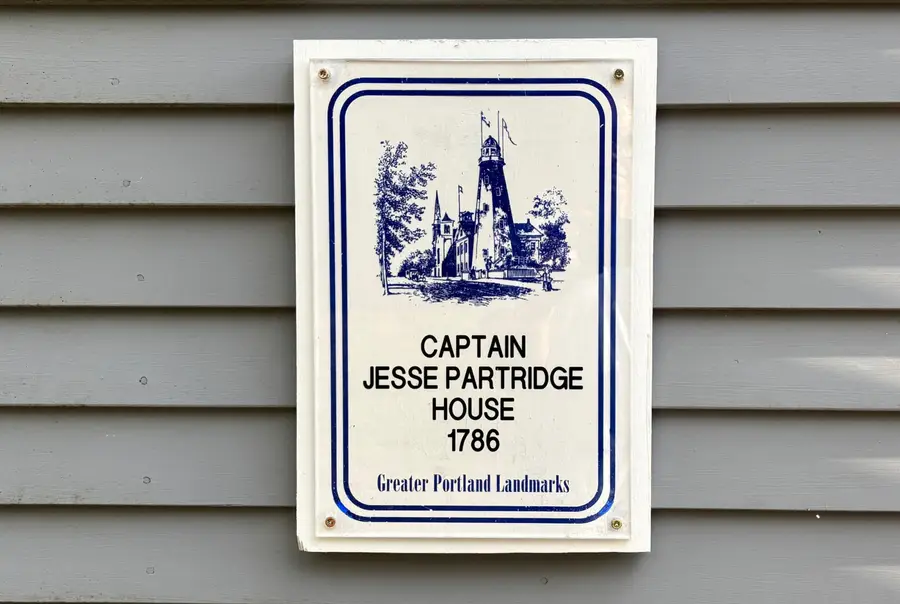 CAPTAIN
JESSE PARTRIDGE
HOUSE
1786
Greater Portland Landmarks